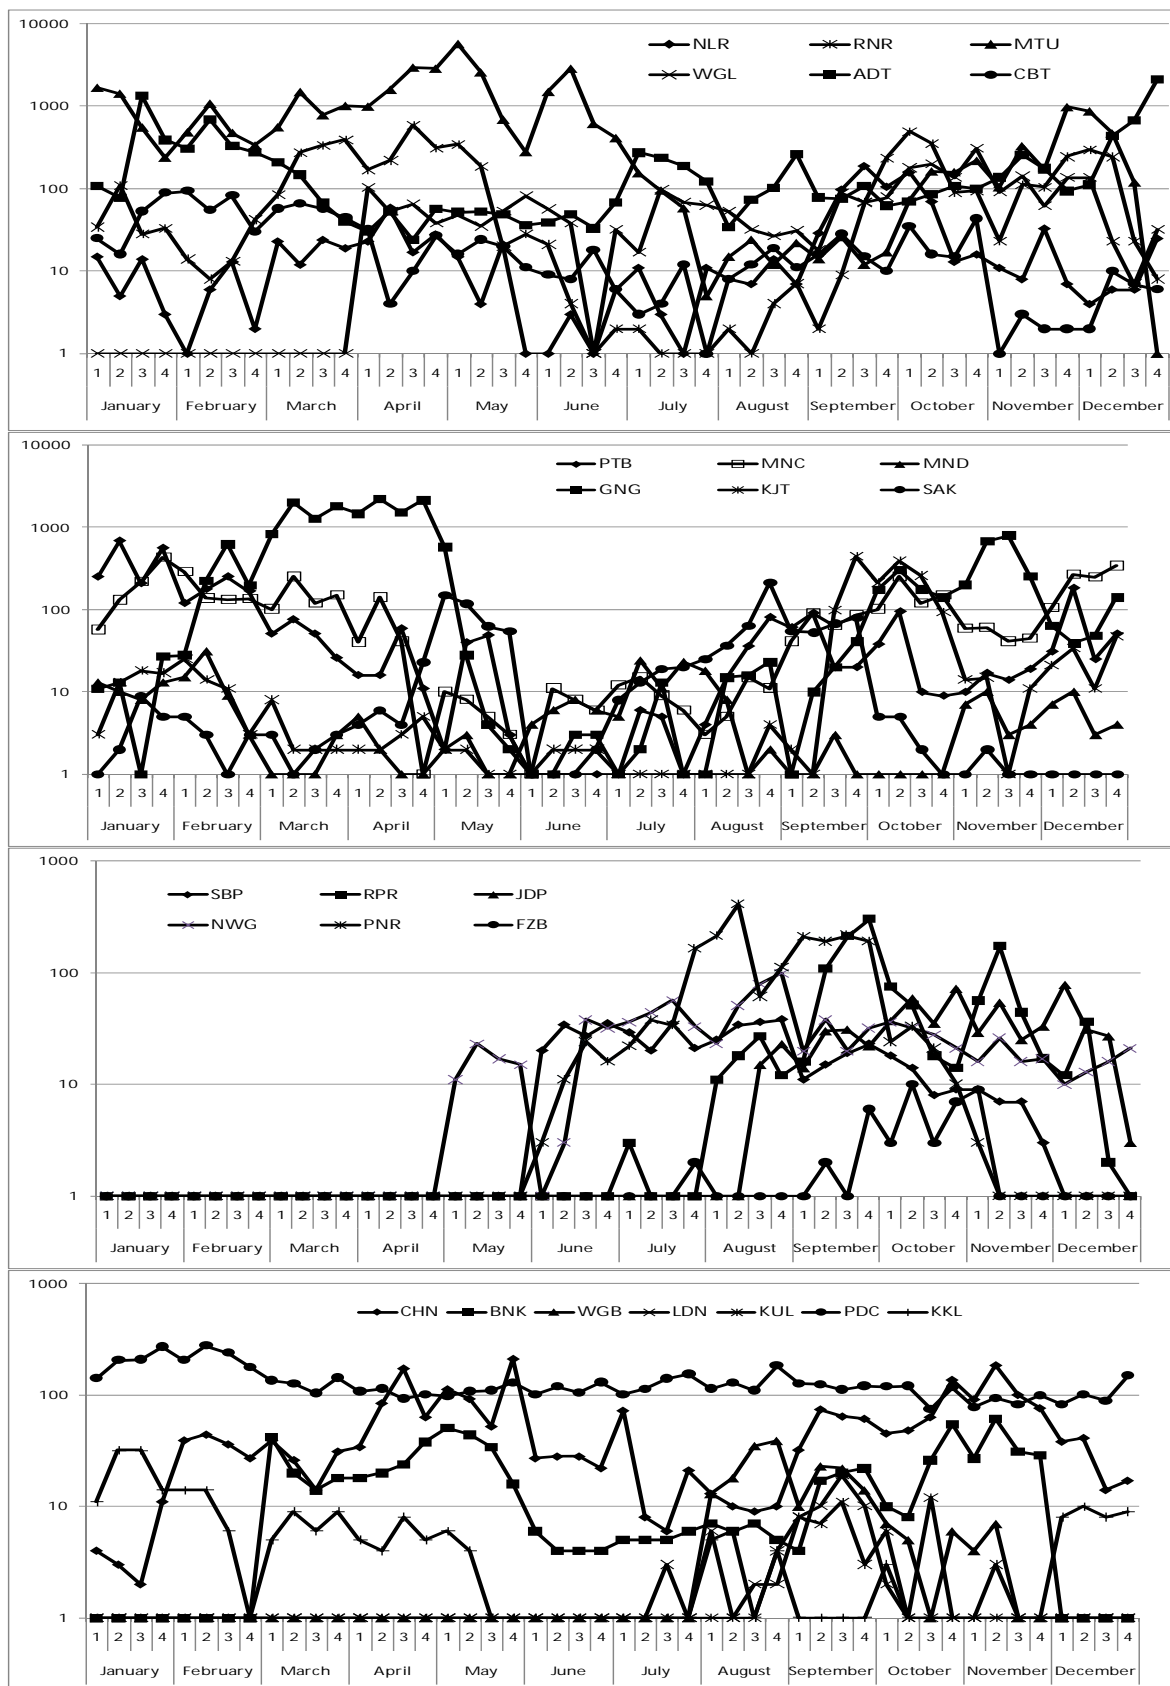 10000
NLR RNR MTU
WGL ADT CBT
1000
100
10
1
1 2 3 4 1 2 3 4 1 2 3 4 1 2 3 4 1 2 3 4 1 2 3 4 1 2 3 4 1 2 3 4 1 2 3 4 1 2 3 4 1 2 3 4 1 2 3 4
January February March April May June July August September October November December
10000
PTB MNC MND
GNG KJT SAK
1000
100
10
1
1 2 3 4 1 2 3 4 1 2 3 4 1 2 3 4 1 2 3 4 1 2 3 4 1 2 3 4 1 2 3 4 1 2 3 4 1 2 3 4 1 2 3 4 1 2 3 4
January February March April May June July August September October November December
1000
SBP RPR JDP
NWG PNR FZB
100
10
1
1 2 3 4 1 2 3 4 1 2 3 4 1 2 3 4 1 2 3 4 1 2 3 4 1 2 3 4 1 2 3 4 1 2 3 4 1 2 3 4 1 2 3 4 1 2 3 4
January February March April May June July August September October November December
1000
CHN BNK WGB LDN KUL PDC KKL
100
10
1
1 2 3 4 1 2 3 4 1 2 3 4 1 2 3 4 1 2 3 4 1 2 3 4 1 2 3 4 1 2 3 4 1 2 3 4 1 2 3 4 1 2 3 4 1 2 3 4
January February March April May June July August September October November December